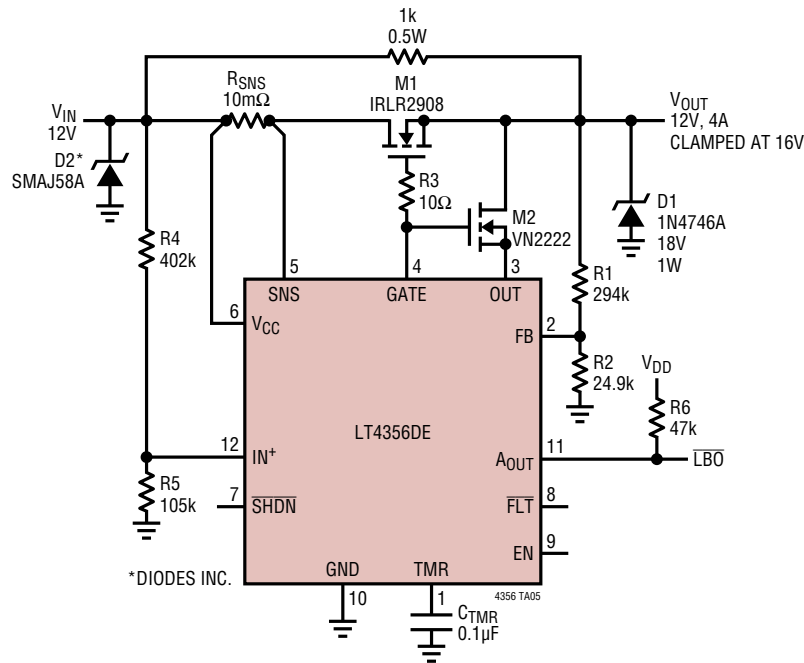 1k
0.5W
RSNS
10mΩ
M1
IRLR2908
VIN
12V
VOUT
12V, 4A
CLAMPED AT 16V
D2*
SMAJ58A
R3
10Ω
M2
VN2222
D1
1N4746A
18V
1W
R4
402k
5
4
3
SNS
GATE
OUT
R1
294k
6
VCC
FB
2
R2
24.9k
VDD
R6
47k
LT4356DE
12
IN+
AOUT
11
LBO
R5
105k
7
SHDN
FLT
8
EN
9
*DIODES INC.
GND
TMR
4356 TA05
10
1
CTMR
0.1µF